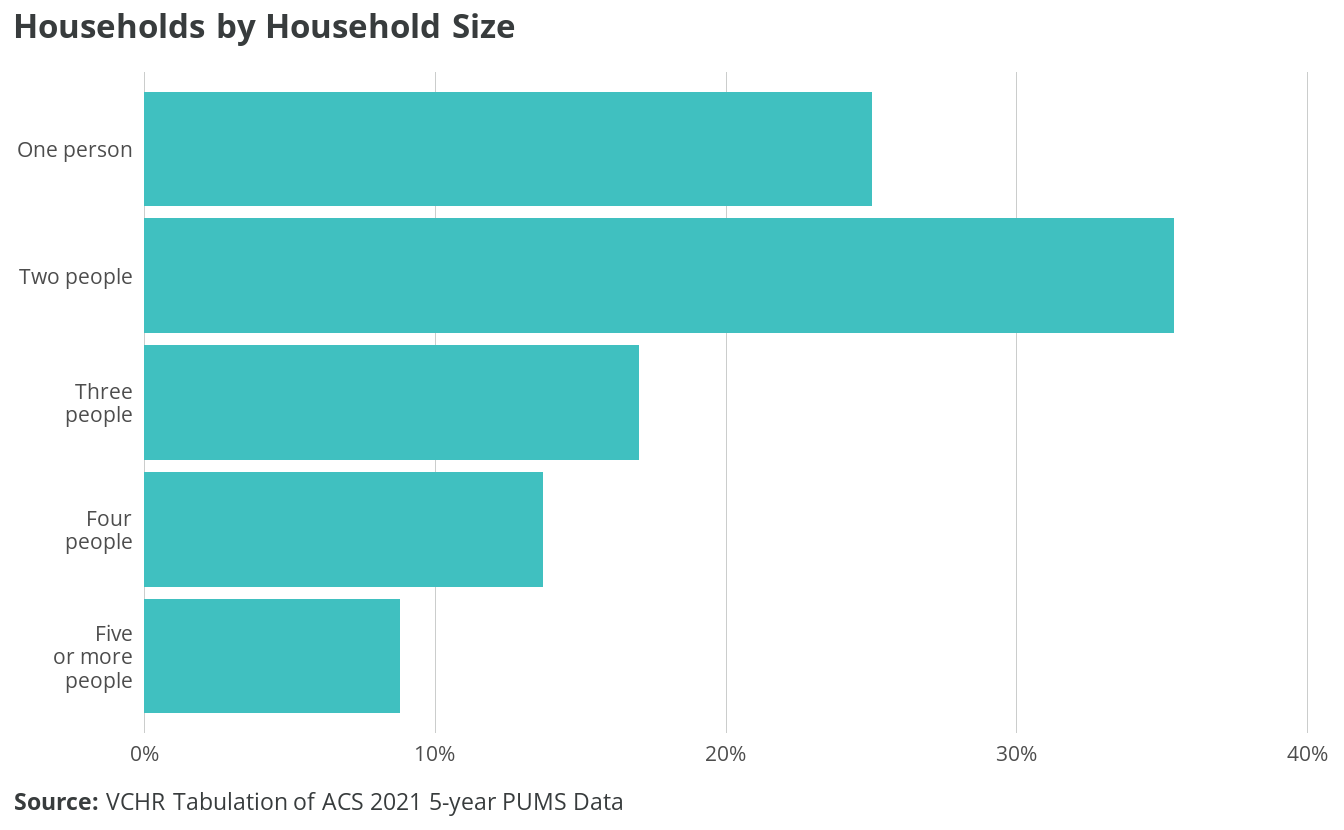 Households by Household Size
One person
Two people
Three
people
Four
people
Five
or more
people
0% 10% 20% 30% 40%
Source: VCHR Tabulation of ACS 2021 5-year PUMS Data